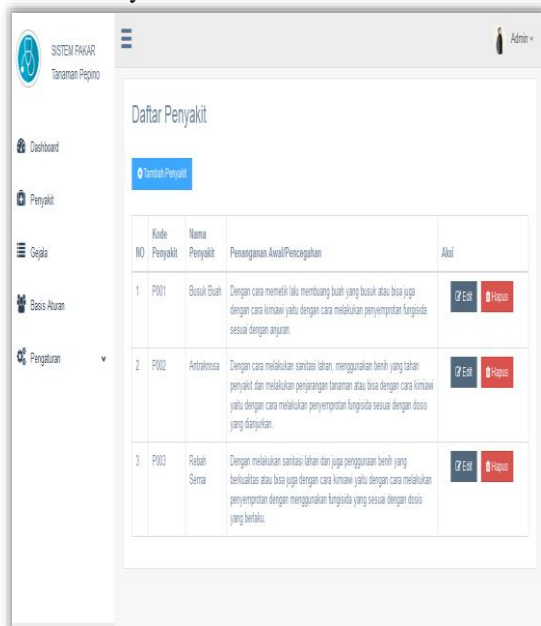 SISTEM PAKAR
Tanaman Pepino
Admin
Dashboard
Penyakit
Gejala
Basis Aturan
Pengaturan
Daftar Penyakit
Tambah Penyakit
NO Kode Penyakit Nama Penyakit Penanganan Awal/Pencegahan Aksi
1 P001 Busuk Buah Dengan cara memetik lalu membuang buah yang busuk atau bisa juga
dengan cara kimiawi yaitu dengan cara melakukan penyemprotan fungisida
sesuai dengan anjuran.
Edit Hapus
2 P002 Antraknosa Dengan cara melakukan sanitasi lahan, menggunakan benih yang tahan
penyakit dan melakukan penjarangan tanaman atau bisa dengan cara kimiawi
yaitu dengan cara melakukan penyemprotan fungisida sesuai dengan dosis
yang dianjurkan.
Edit Hapus
3 P003 Rebah Semai Dengan melakukan sanitasi lahan dan juga penggunaan benih yang
berkualitas atau bisa juga dengan cara kimiawi yaitu dengan cara melakukan
penyemprotan dengan menggunakan fungisida yang sesuai dengan dosis
yang berlaku.
Edit Hapus